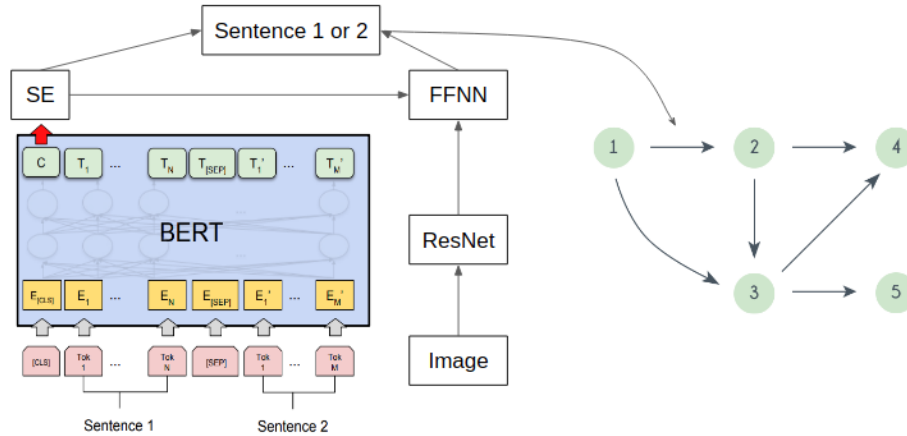 Sentence 1 or 2
SE
FFNN
1
2
4
C
T1
...
TN
T[SEP]
T1'
...
TM'
BERT
ResNet
3
5
E[CLS]
E1
...
EN
E[SEP]
E1'
...
EM'
Image
[CLS]
Tok 1
...
Tok N
[SEP]
Tok 1
...
Tok M
Sentence 1
Sentence 2